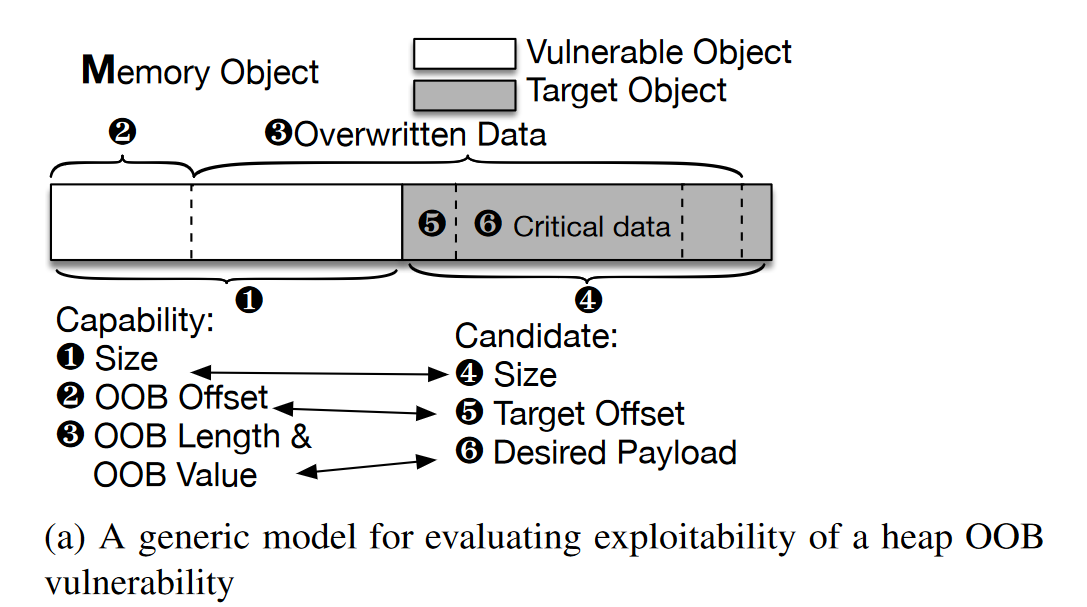 Memory Object
Vulnerable Object
Target Object
❷
❸Overwritten Data
❺
❻ Critical data
❶
❹
Capability:
❶ Size
❷ OOB Offset
❸ OOB Length &
OOB Value
Candidate:
❹ Size
❺ Target Offset
❻ Desired Payload
(a) A generic model for evaluating exploitability of a heap OOB
vulnerability